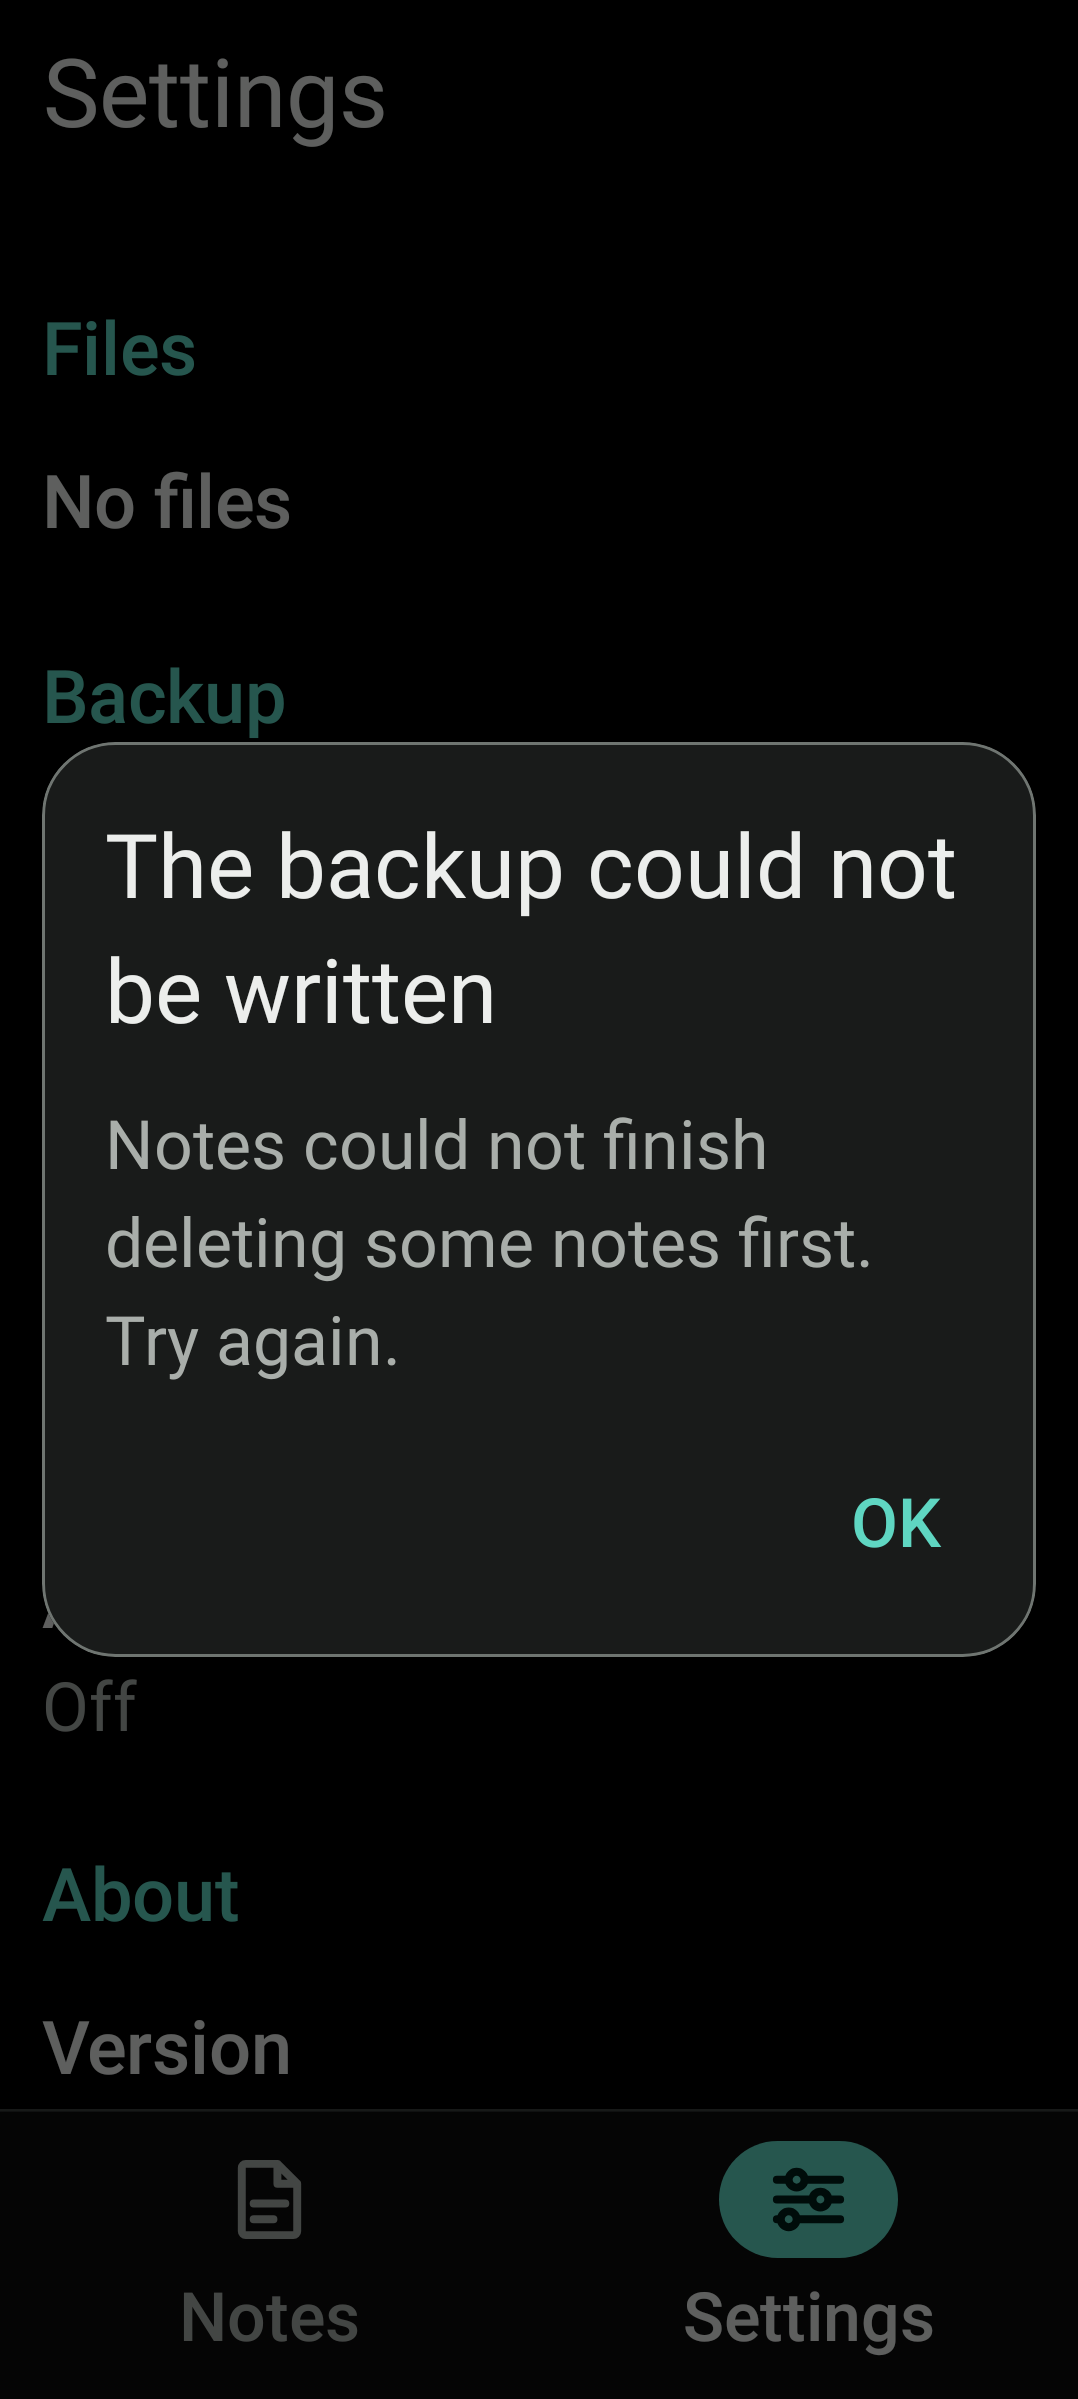 Settings
Files
No files
Backup
The backup could not
be written
Notes could not finish
deleting some notes first.
Try again.
OK
Off
About
Version
Notes
Settings